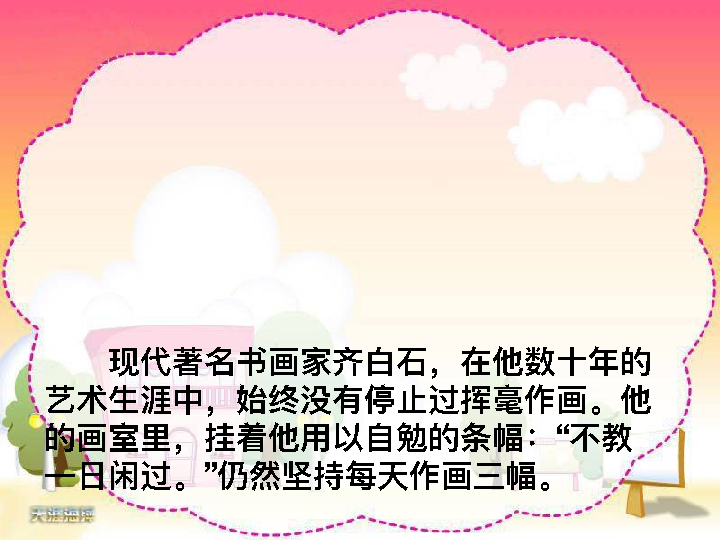 现代著名书画家齐白石，在他数十年的
艺术生涯中，始终没有停止过挥毫作画。他
的画室里，挂着他用以自勉的条幅：“不教
一日闲过。”仍然坚持每天作画三幅。
天涯海搜